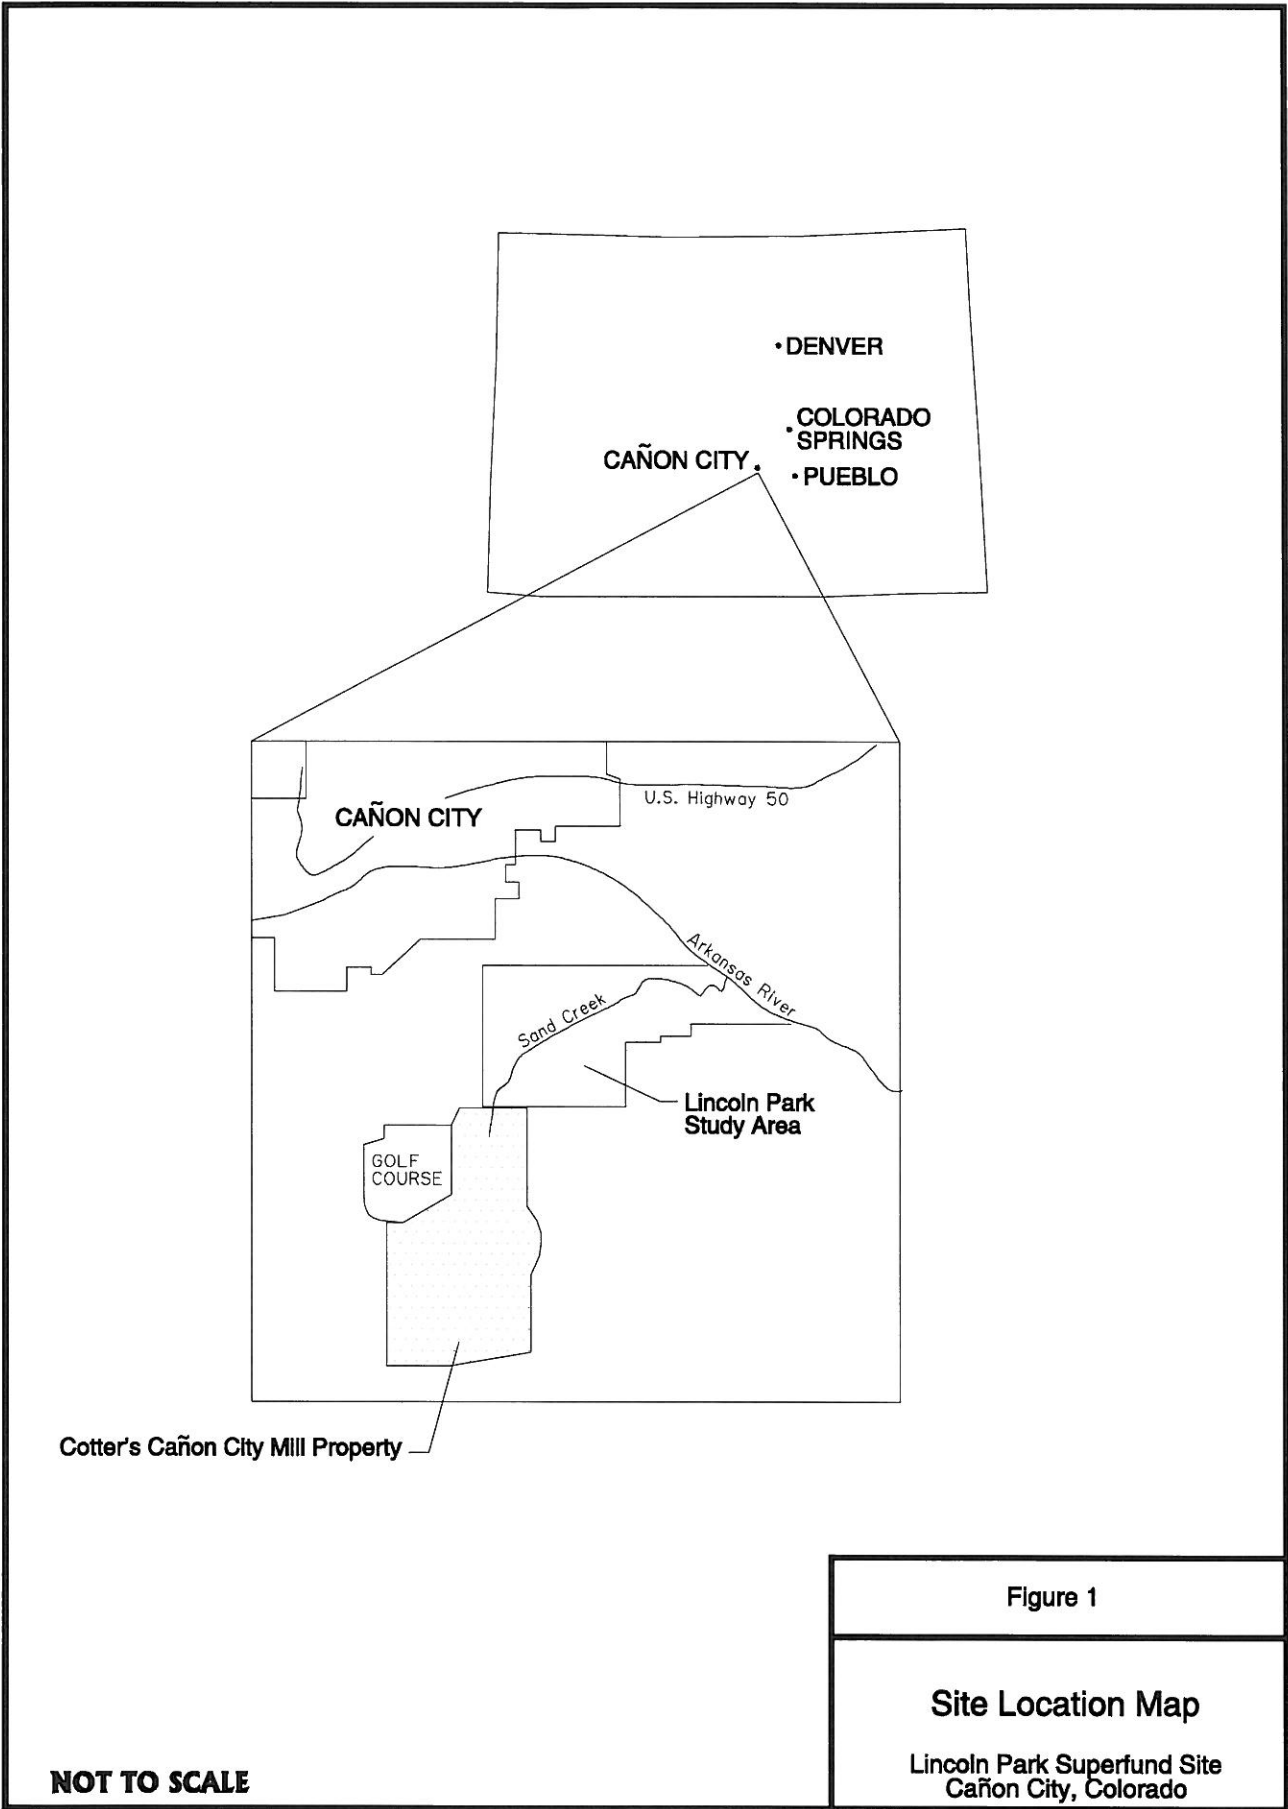 DENVER
COLORADO
SPRINGS
CAÑON CITY
PUEBLO
U.S. Highway 50
CAÑON CITY
Arkansas River
Sand Creek
Lincoln Park
Study Area
GOLF
COURSE
Cotter's Cañon City Mill Property
Figure 1
Site Location Map
Lincoln Park Superfund Site
Cañon City, Colorado
NOT TO SCALE